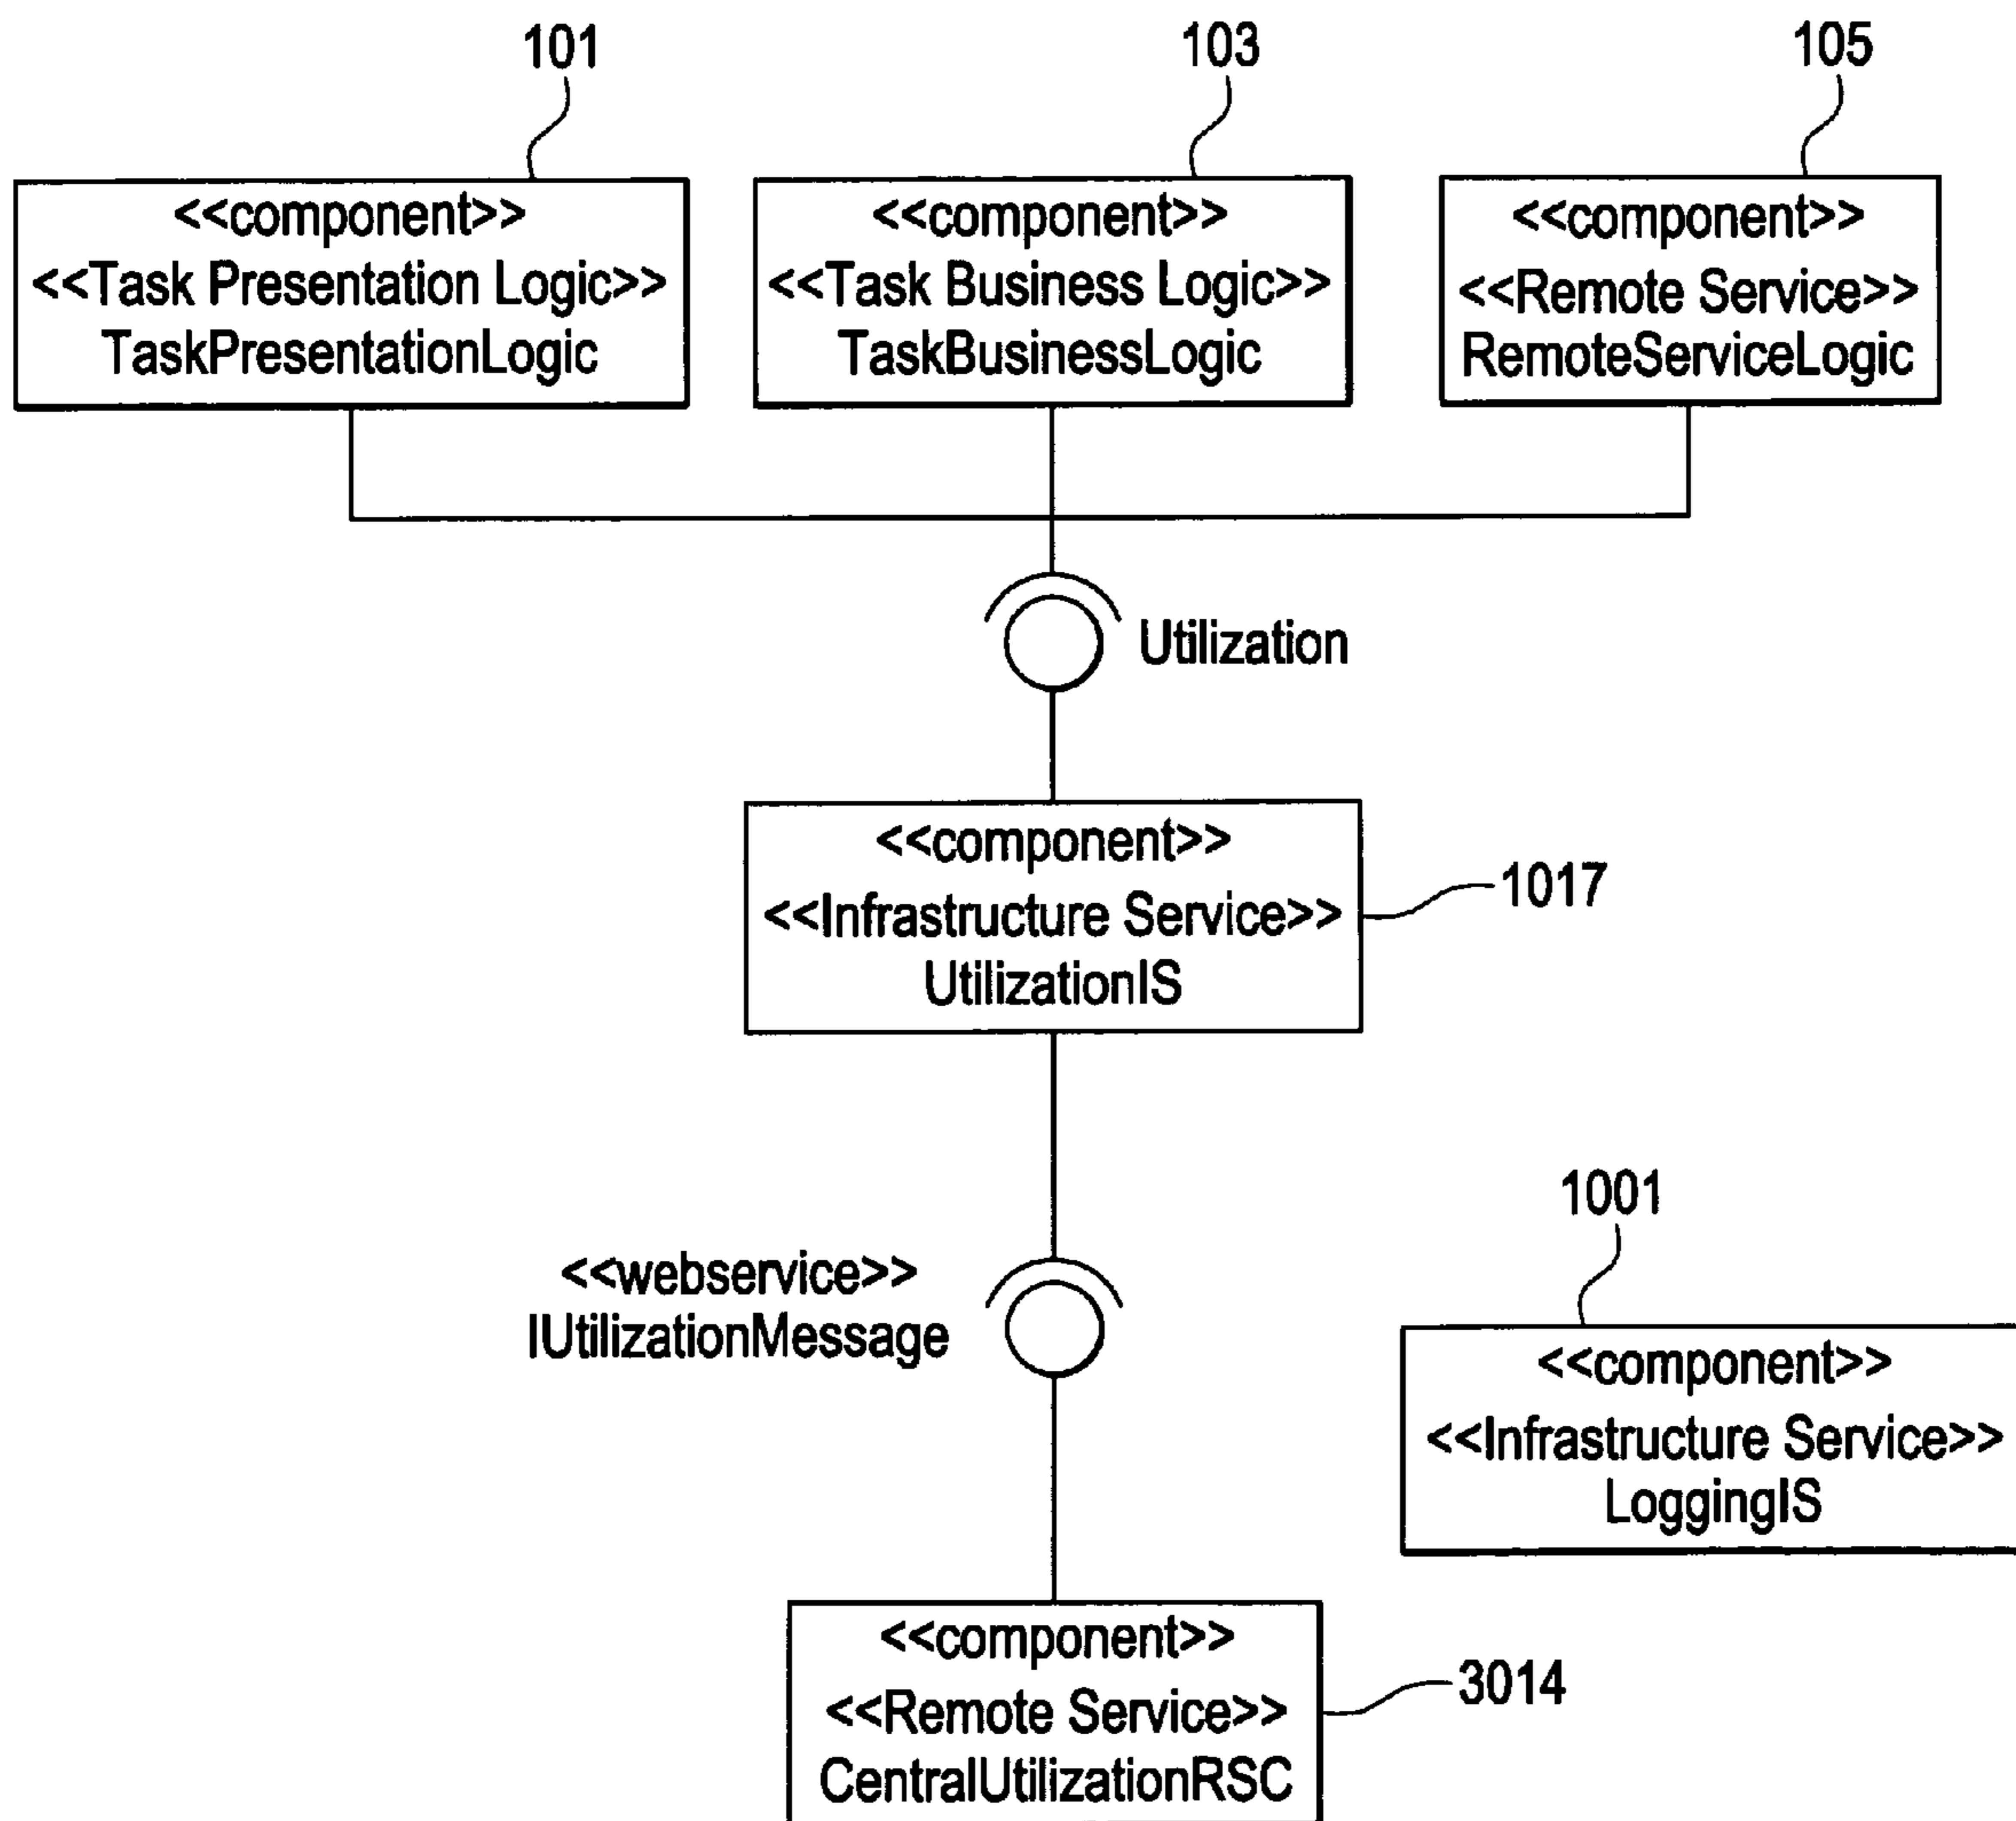 101
103
105
<<component>>
<<Task Presentation Logic>>
TaskPresentationLogic
<<component>>
<<Task Business Logic>>
TaskBusinessLogic
<<component>>
<<Remote Service>>
RemoteServiceLogic
Utilization
<<component>>
<<Infrastructure Service>>
UtilizationIS
1017
<<webservice>>
IUtilizationMessage
1001
<<component>>
<<Infrastructure Service>>
LoggingIS
<<component>>
<<Remote Service>>
CentralUtilizationRSC
3014